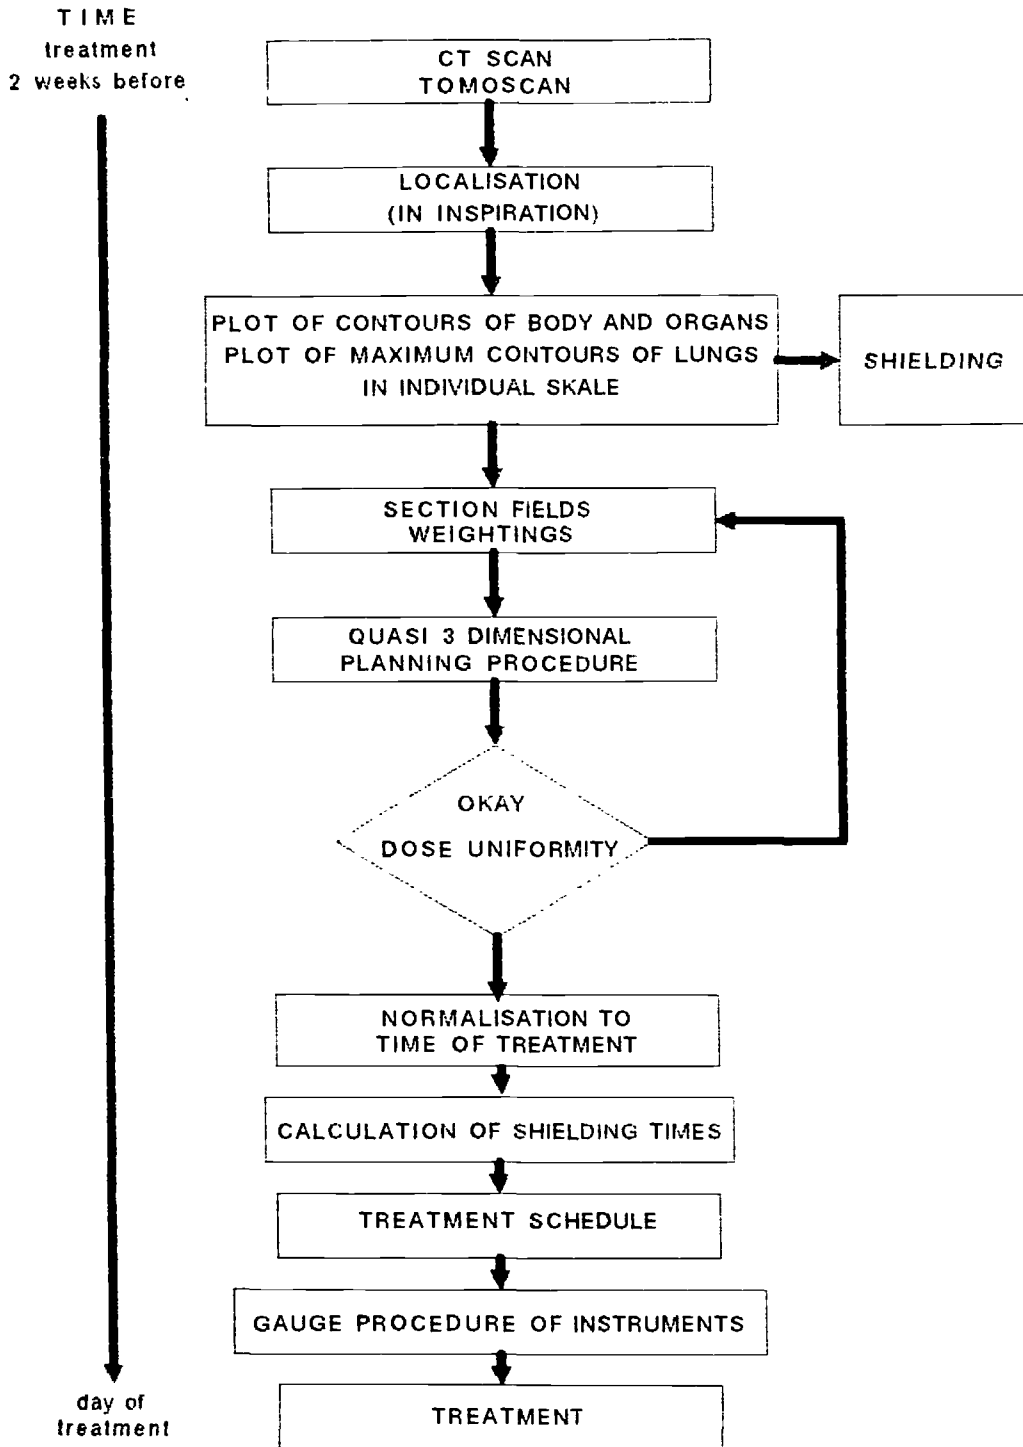 TIME
treatment
2 weeks before
CT SCAN
TOMOSCAN
LOCALISATION
(IN INSPIRATION)
PLOT OF CONTOURS OF BODY AND ORGANS
PLOT OF MAXIMUM CONTOURS OF LUNGS
IN INDIVIDUAL SKALE
SHIELDING
SECTION FIELDS
WEIGHTINGS
QUASI 3 DIMENSIONAL
PLANNING PROCEDURE
OKAY
DOSE UNIFORMITY
NORMALISATION TO
TIME OF TREATMENT
CALCULATION OF SHIELDING TIMES
TREATMENT SCHEDULE
GAUGE PROCEDURE OF INSTRUMENTS
TREATMENT
day of
treatment